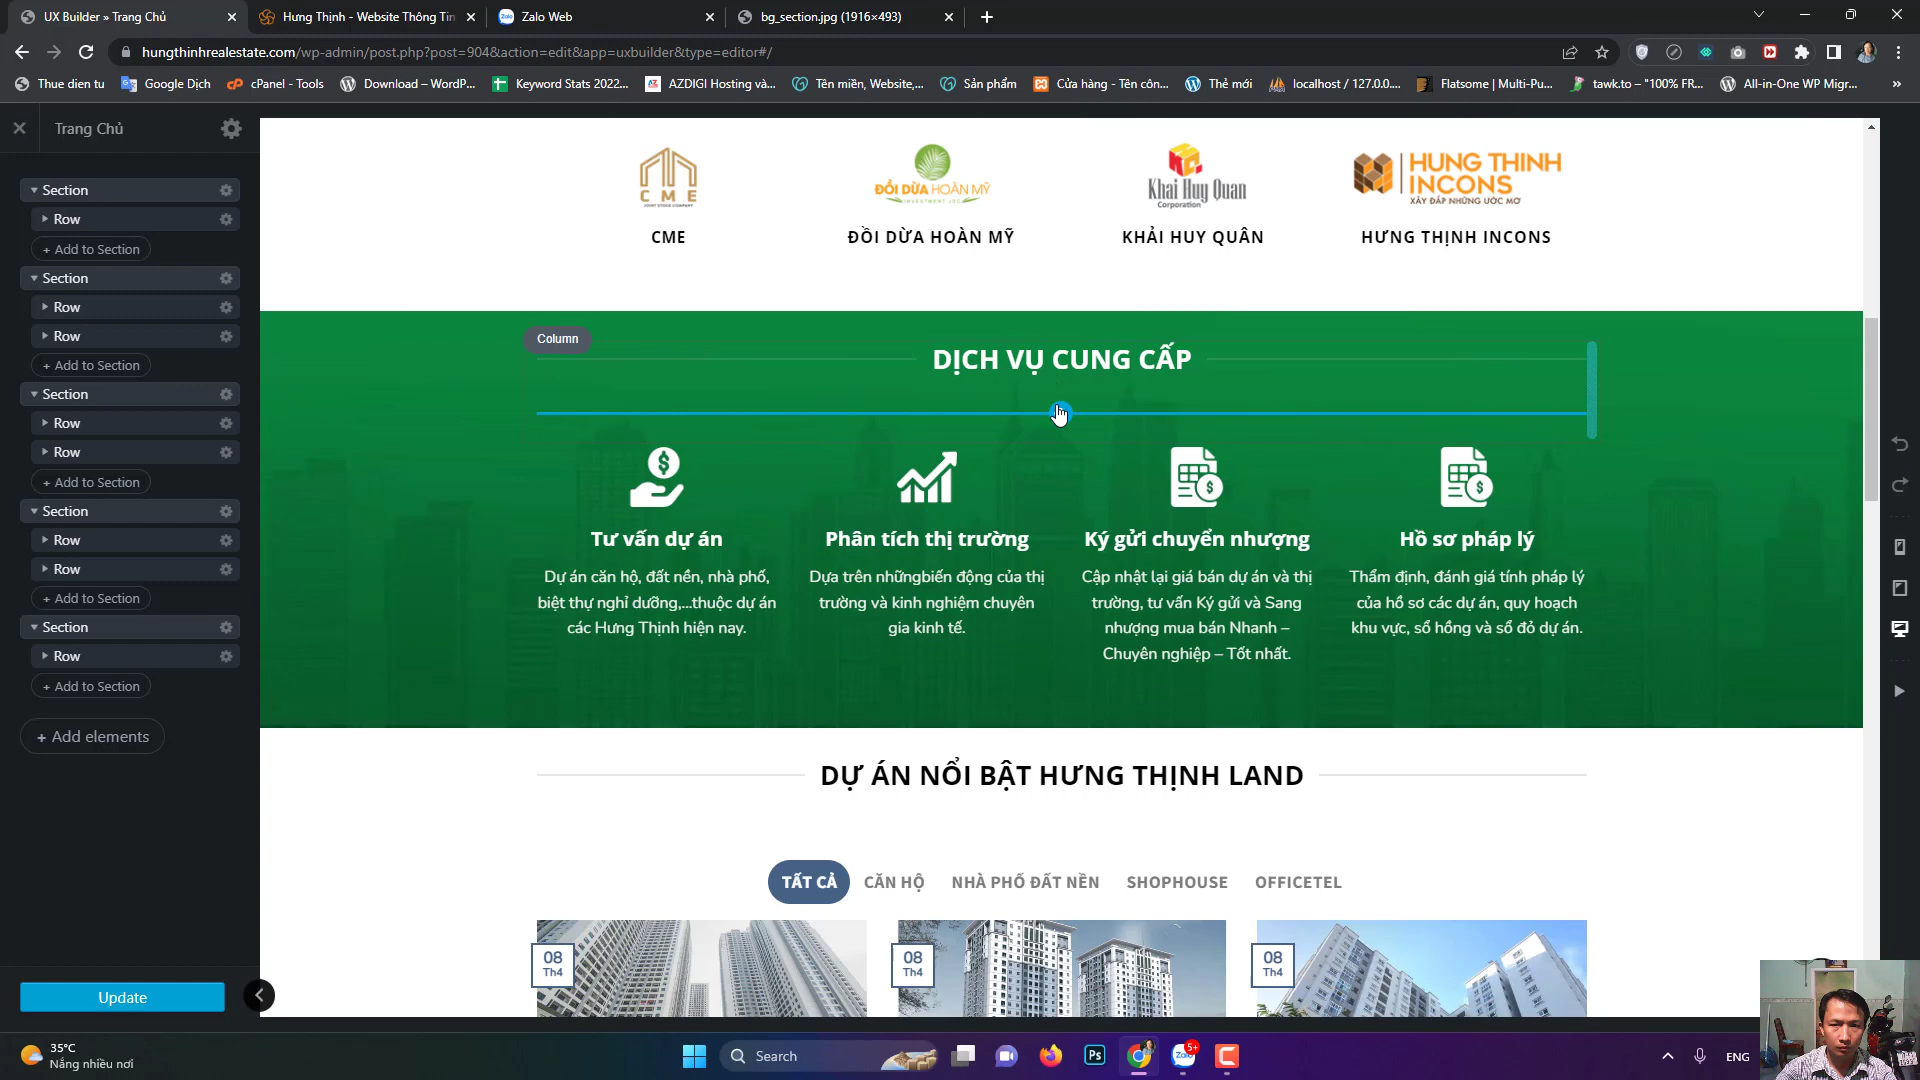 UX Builder » Trang Chủ
Hưng Thịnh - Website Thông Tin
Zalo Web
bg_section.jpg (1916×493)
hungthinhrealestate.com/wp-admin/post.php?post=904&action=edit&app=uxbuilder&type=editor#/
Thue dien tu
Google Dịch
cPanel - Tools
Download – WordP...
Keyword Stats 2022...
AZDIGI Hosting và...
Tên miền, Website,...
Sản phẩm
Cửa hàng - Tên côn...
Thẻ mới
localhost / 127.0.0....
Flatsome | Multi-Pu...
tawk.to – "100% FR...
All-in-One WP Migr...
Trang Chủ
Section
Row
+ Add to Section
Section
Row
Row
+ Add to Section
Section
Row
Row
+ Add to Section
Section
Row
Row
+ Add to Section
Section
Row
+ Add to Section
+ Add elements
Update
CME
JOINT STOCK COMPANY
ĐỒI DỪA HOÀN MỸ
INVESTMENT JSC
Khai Huy Quan
Corporation
HUNG THINH
INCONS
XÂY ĐẮP NHỮNG ƯỚC MƠ
CME
ĐỒI DỪA HOÀN MỸ
KHẢI HUY QUÂN
HƯNG THỊNH INCONS
Column
DỊCH VỤ CUNG CẤP
Tư vấn dự án
Dự án căn hộ, đất nền, nhà phố,
biệt thự nghỉ dưỡng,...thuộc dự án
các Hưng Thịnh hiện nay.
Phân tích thị trường
Dựa trên nhữngbiến động của thị
trường và kinh nghiệm chuyên
gia kinh tế.
Ký gửi chuyển nhượng
Cập nhật lại giá bán dự án và thị
trường, tư vấn Ký gửi và Sang
nhượng mua bán Nhanh –
Chuyên nghiệp – Tốt nhất.
Hồ sơ pháp lý
Thẩm định, đánh giá tính pháp lý
của hồ sơ các dự án, quy hoạch
khu vực, sổ hồng và sổ đỏ dự án.
DỰ ÁN NỔI BẬT HƯNG THỊNH LAND
TẤT CẢ
CĂN HỘ
NHÀ PHỐ ĐẤT NỀN
SHOPHOUSE
OFFICETEL
08
Th4
08
Th4
08
Th4
35°C
Nắng nhiều nơi
Search
Ps
Zalo
5+
ENG